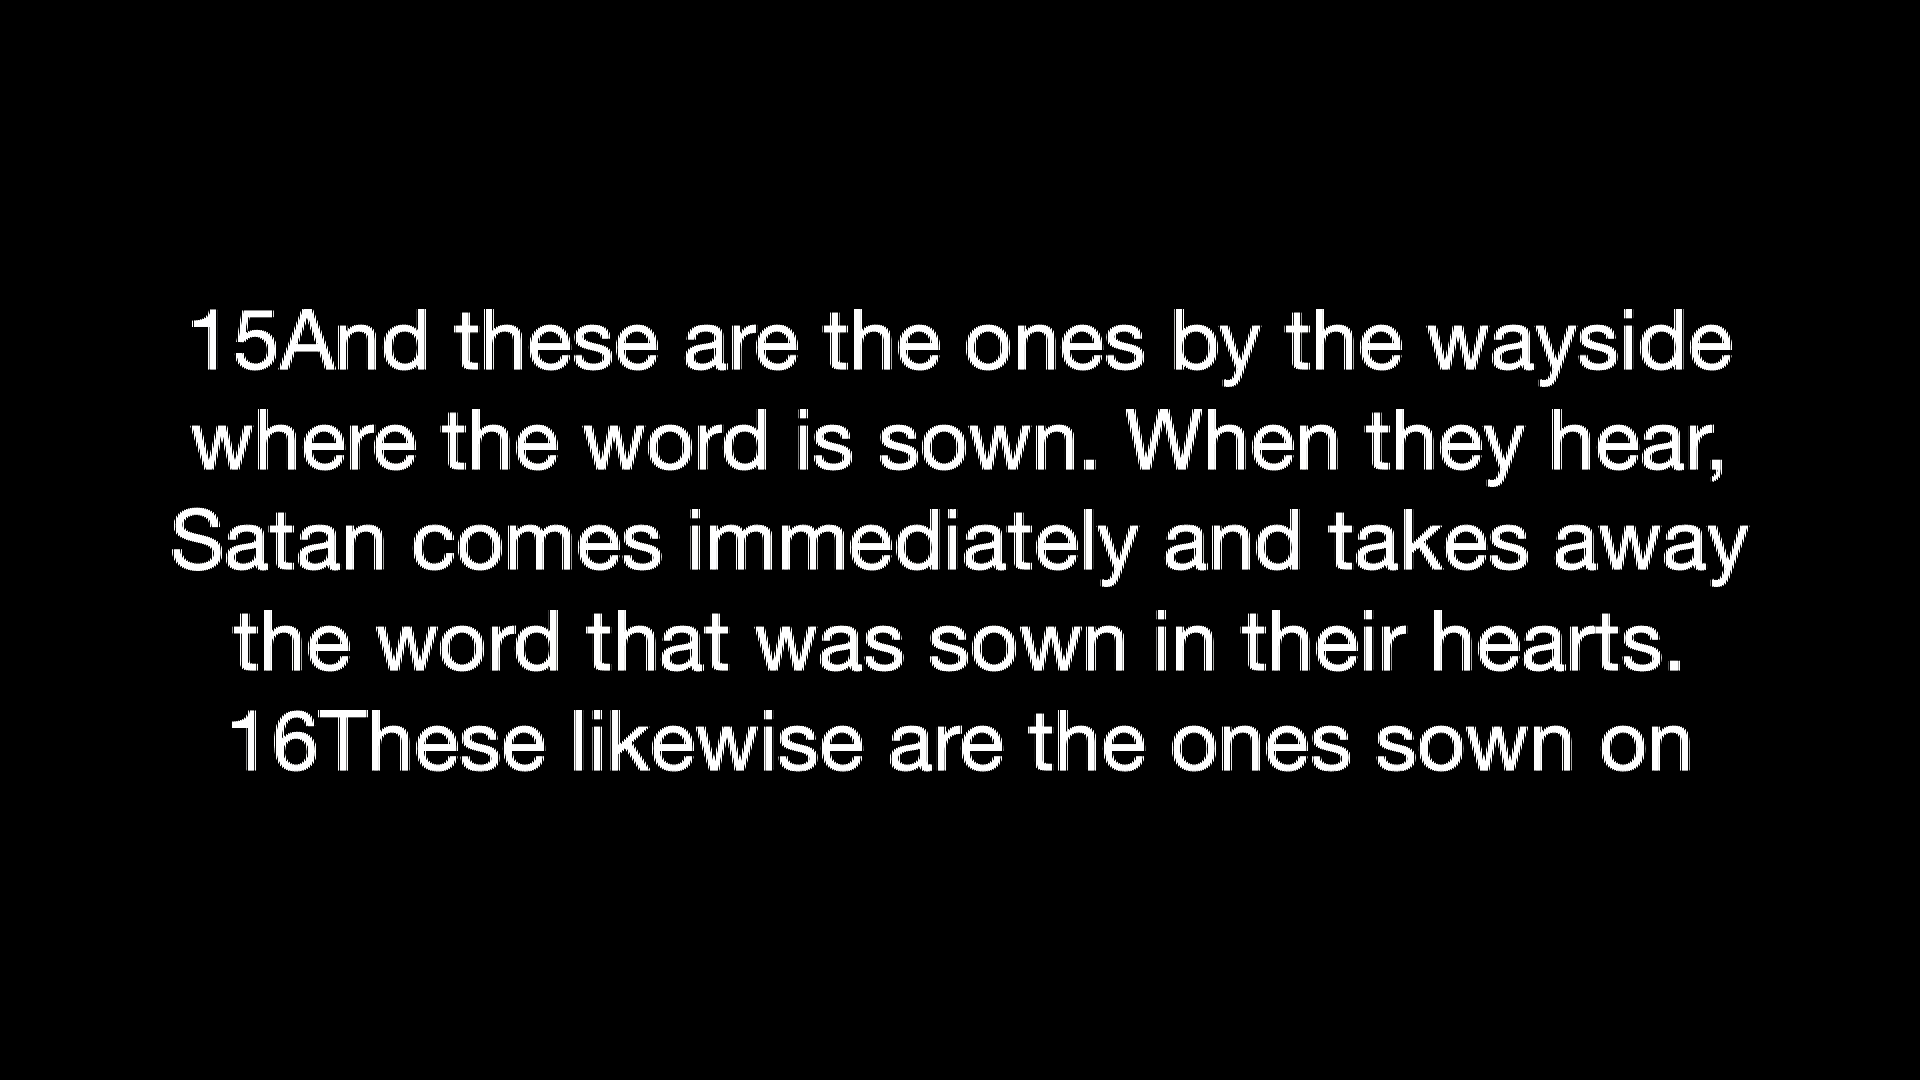 15And these are the ones by the wayside
where the word is sown. When they hear,
Satan comes immediately and takes away
the word that was sown in their hearts.
16These likewise are the ones sown on